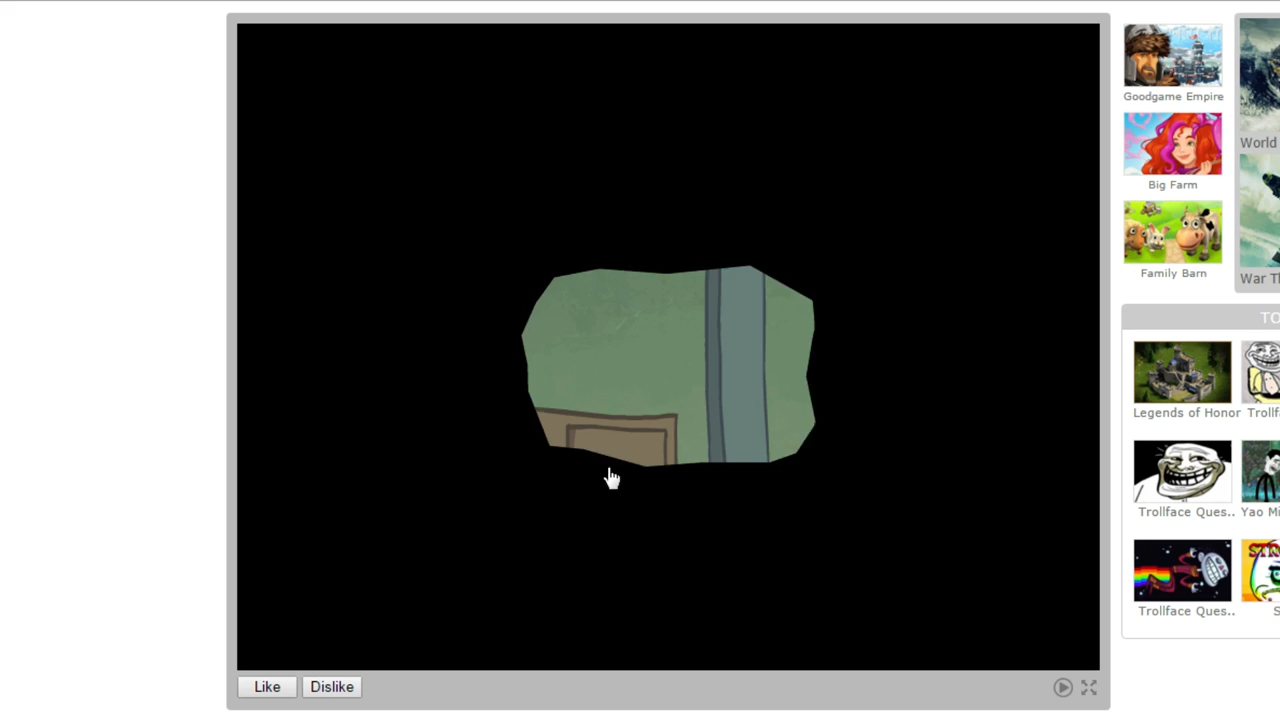 Goodgame Empire
World
Big Farm
Family Barn
War Th
TO
Legends of Honor
Trollf
Trollface Ques..
Yao Mi
STR
Trollface Ques..
S
Like
Dislike